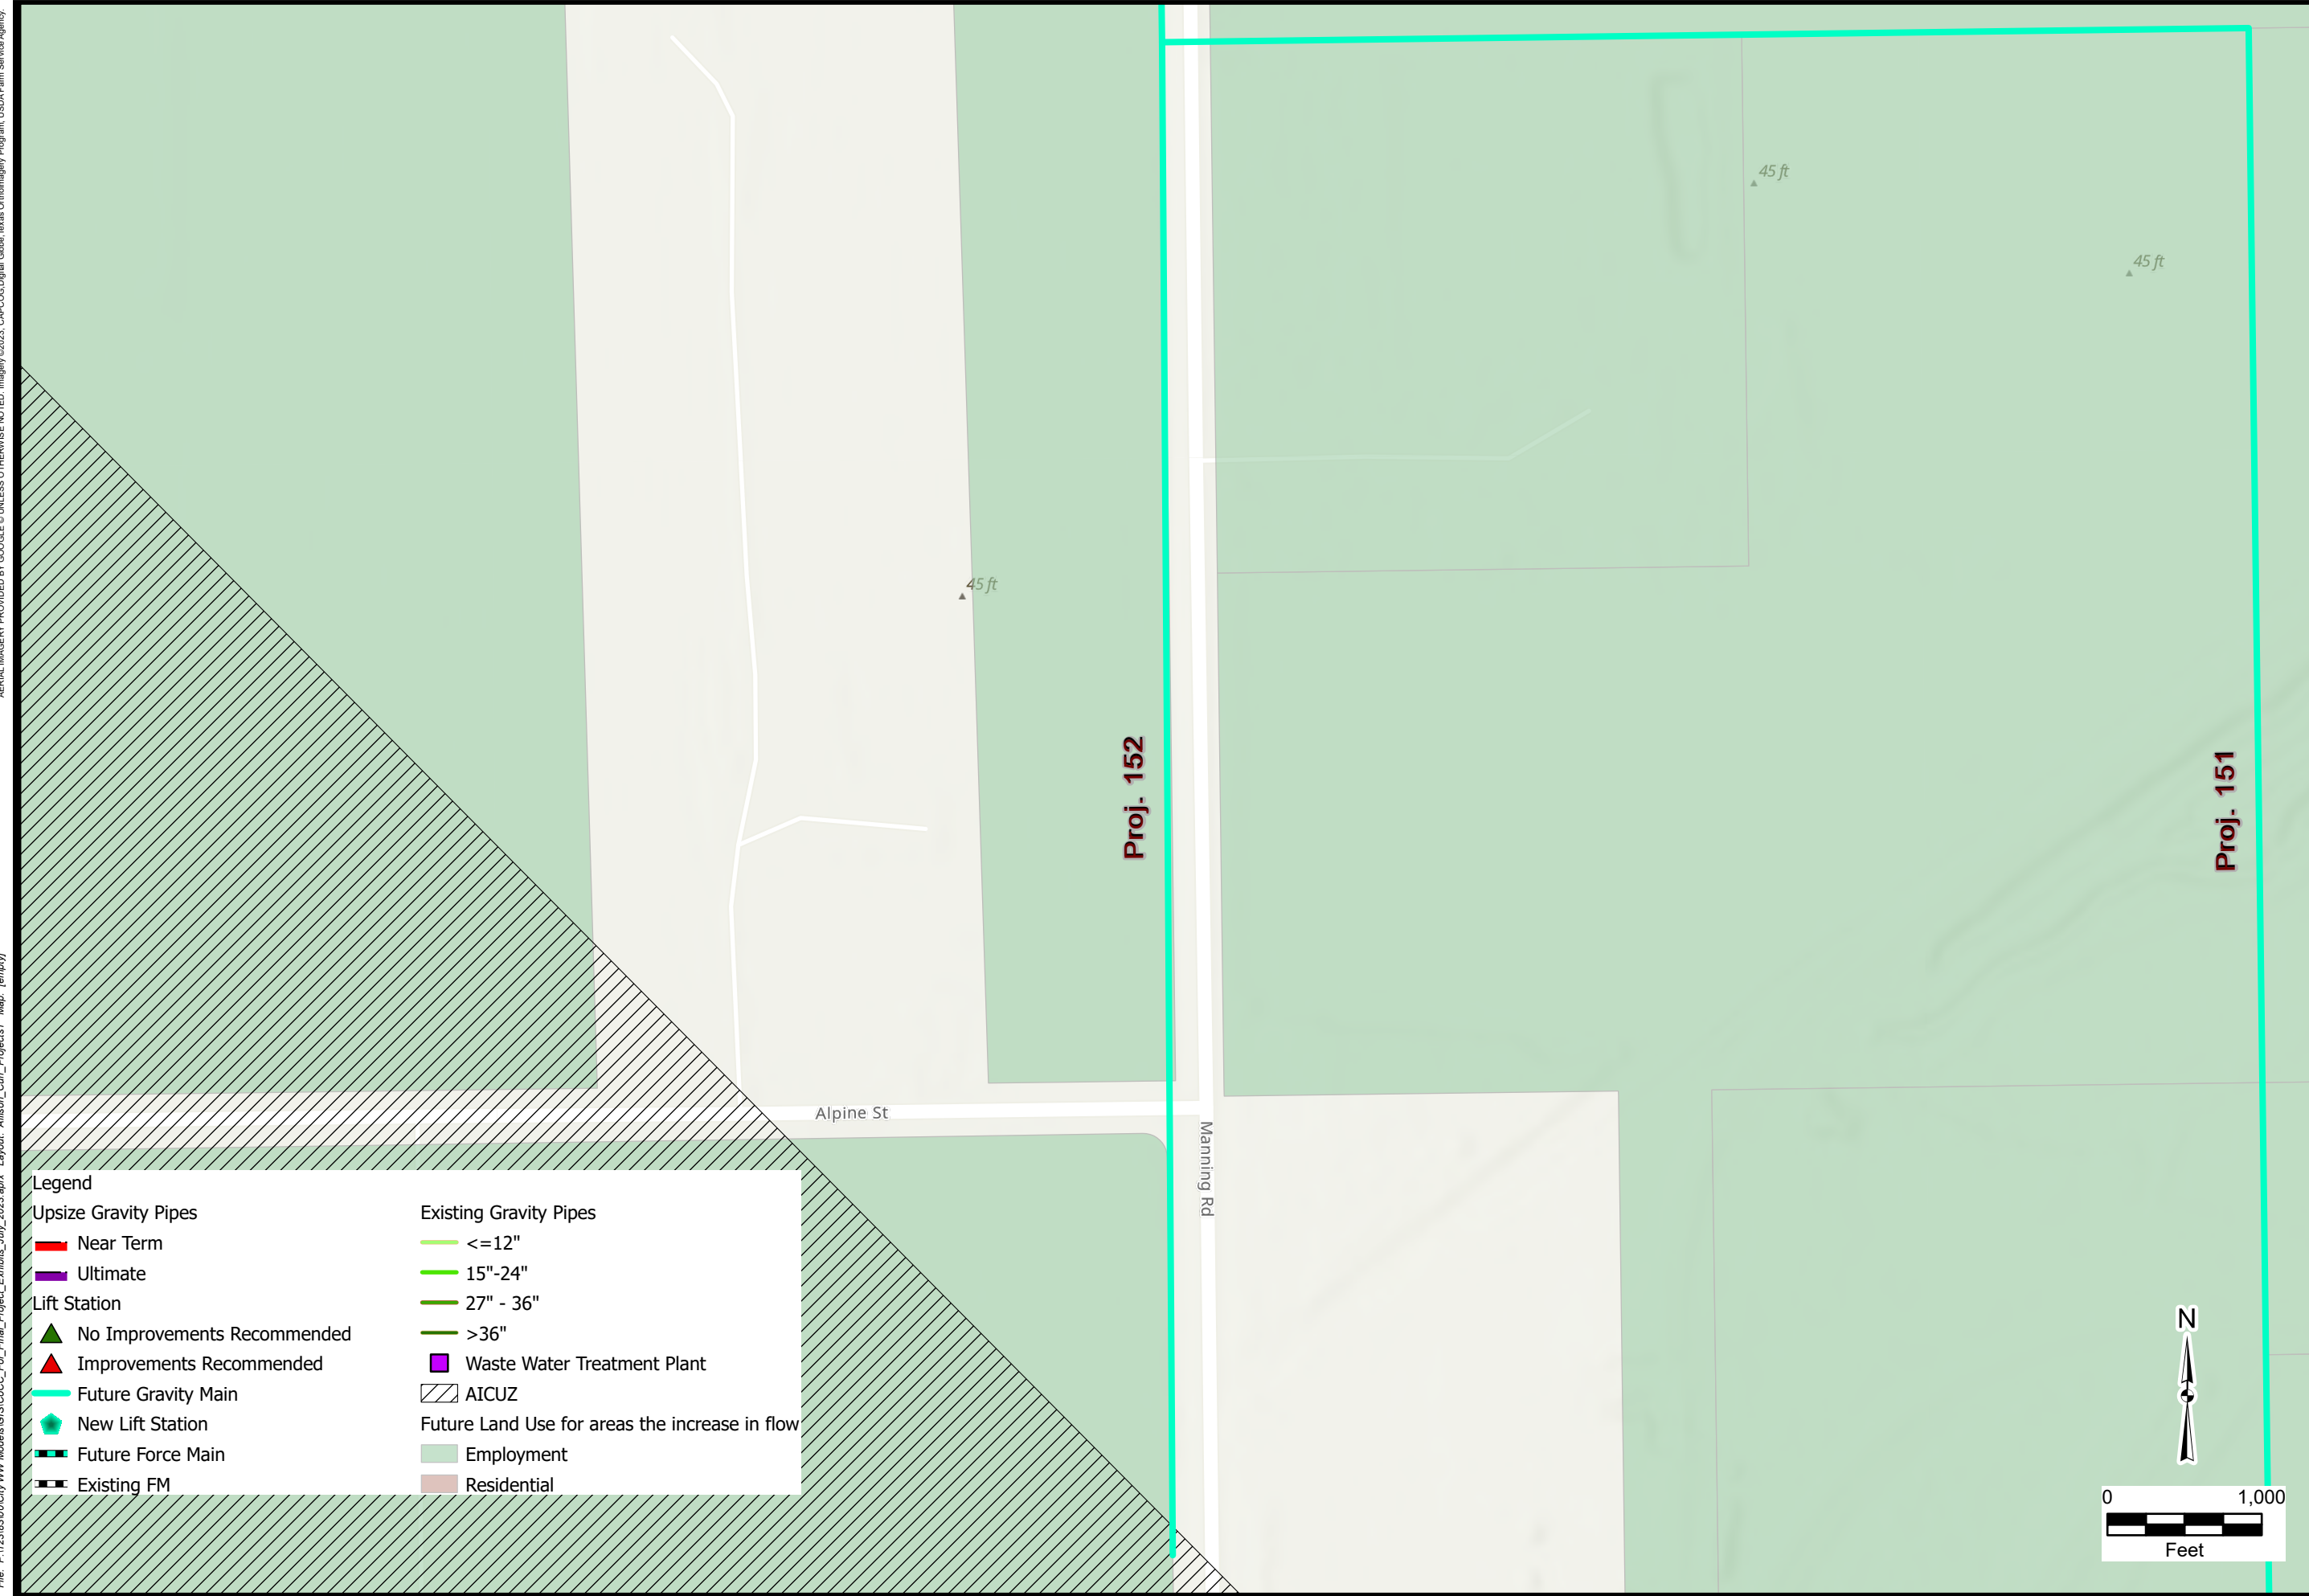 45 ft
45 ft
45 ft
Proj. 152
Proj. 151
Alpine St
Manning Rd
Legend
Upsize Gravity Pipes
Near Term
Ultimate
Lift Station
No Improvements Recommended
Improvements Recommended
Future Gravity Main
New Lift Station
Future Force Main
Existing FM
Existing Gravity Pipes
<=12"
15"-24"
27" - 36"
>36"
Waste Water Treatment Plant
AICUZ
Future Land Use for areas the increase in flow
Employment
Residential
N
0 1,000
Feet